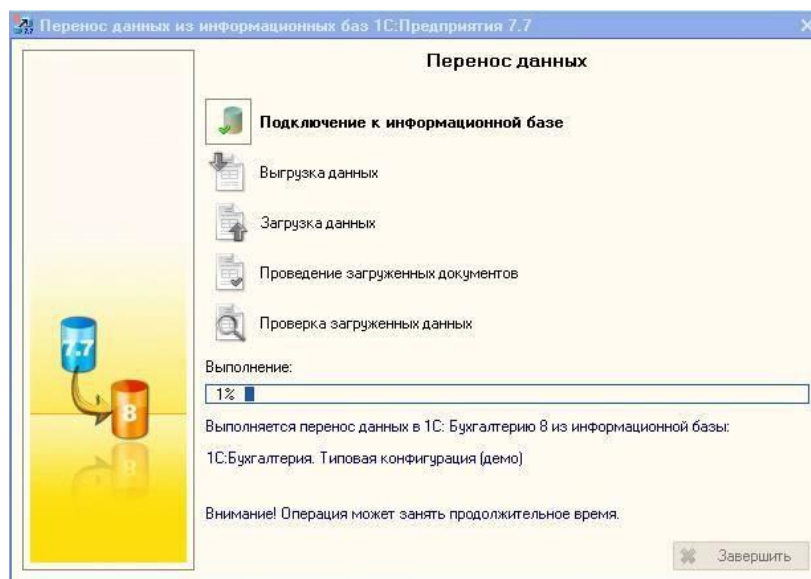 Перенос данных из информационных баз 1С:Предприятия 7.7
Перенос данных
Подключение к информационной базе
Выгрузка данных
Загрузка данных
Проведение загруженных документов
Проверка загруженных данных
7.7
8
Выполнение:
1%
Выполняется перенос данных в 1С: Бухгалтерию 8 из информационной базы:
1С:Бухгалтерия. Типовая конфигурация (демо)
Внимание! Операция может занять продолжительное время.
Завершить